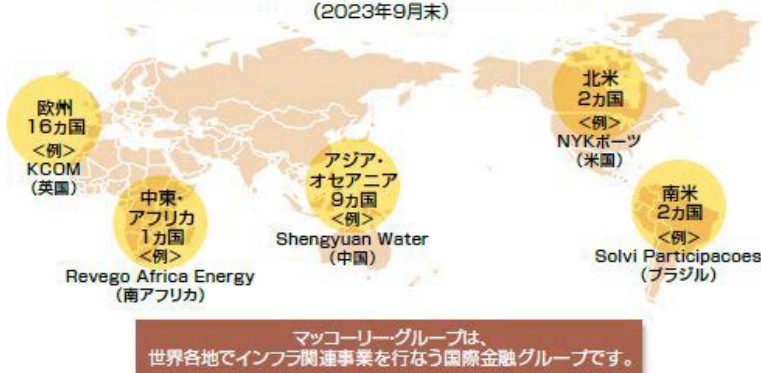 (2023年9月末)
欧州
16カ国
<例>
KCOM
(英国)
中東・
アフリカ
1カ国
<例>
Revego Africa Energy
(南アフリカ)
アジア・
オセアニア
9カ国
<例>
Shengyuan Water
(中国)
北米
2カ国
<例>
NYKポーツ
(米国)
南米
2カ国
<例>
Solvi Participacoes
(ブラジル)
マッコーリー・グループは、
世界各地でインフラ関連事業を行なう国際金融グループです。